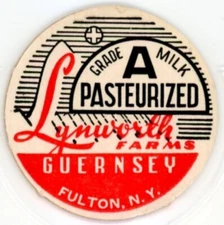 GRADE A MILK
PASTEURIZED
Lynworth
FARMS
GUERNSEY
FULTON, N.Y.